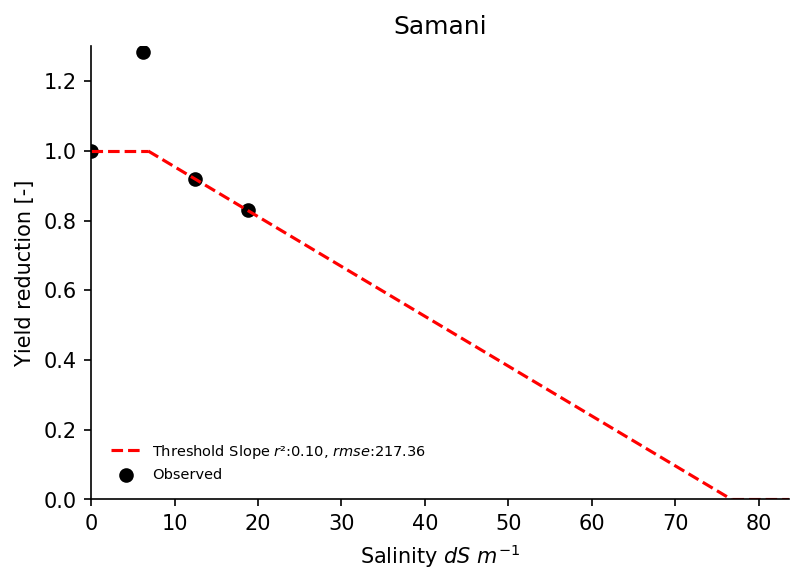 Samani
Yield reduction [-]
1.2
1.0
0.8
0.6
0.4
0.2
0.0
Threshold Slope r²:0.10, rmse:217.36
Observed
0 10 20 30 40 50 60 70 80
Salinity dS m⁻¹